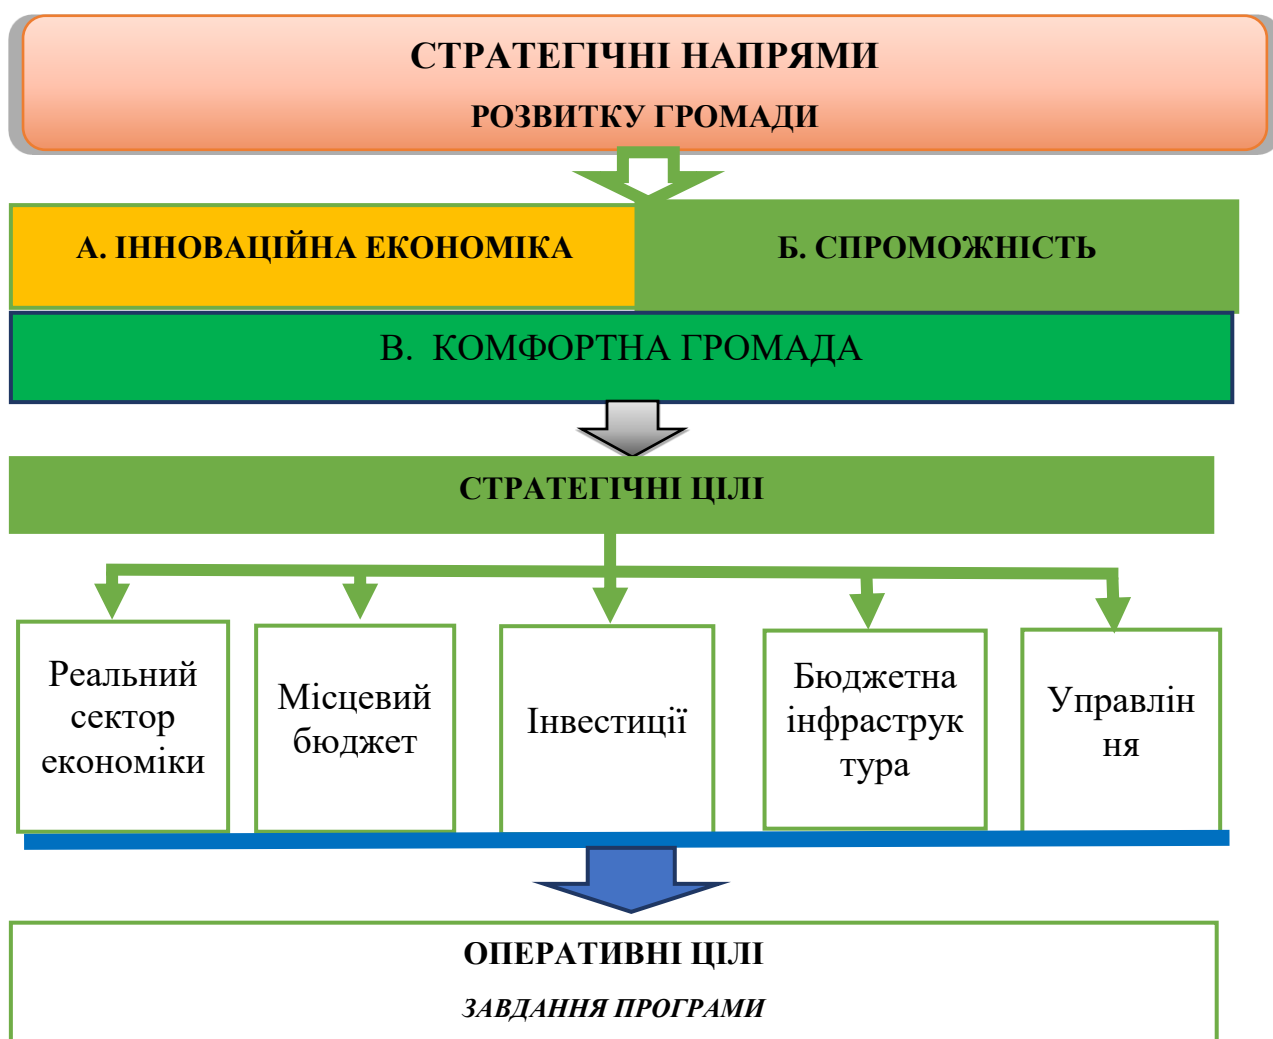 СТРАТЕГІЧНІ НАПРЯМИ
РОЗВИТКУ ГРОМАДИ
А. ІННОВАЦІЙНА ЕКОНОМІКА
Б. СПРОМОЖНІСТЬ
В. КОМФОРТНА ГРОМАДА
СТРАТЕГІЧНІ ЦІЛІ
Реальний
сектор
економіки
Місцевий
бюджет
Інвестиції
Бюджетна
інфраструк
тура
Управлін
ня
ОПЕРАТИВНІ ЦІЛІ
ЗАВДАННЯ ПРОГРАМИ